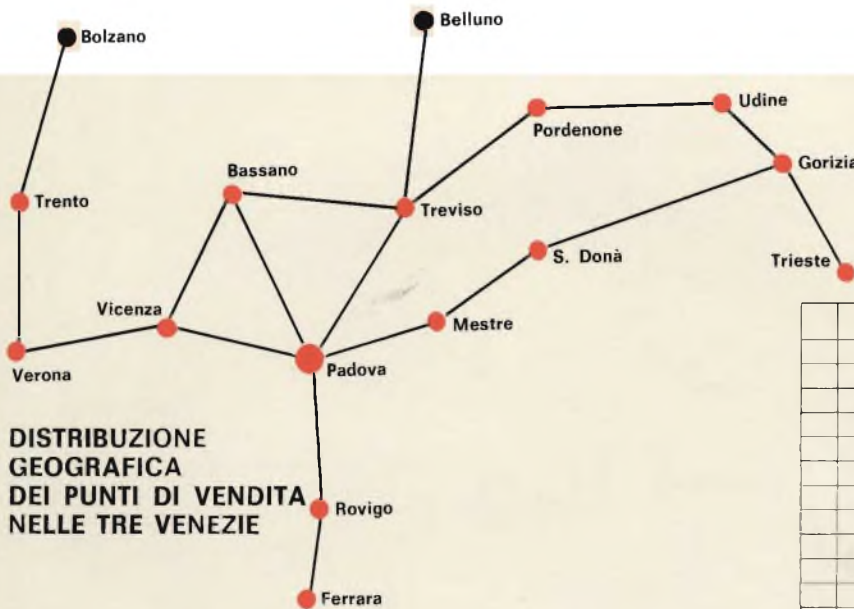 Bolzano
Belluno
Udine
Pordenone
Gorizia
Bassano
Trento
Treviso
S. Donà
Trieste
Vicenza
Mestre
Verona
Padova
DISTRIBUZIONE
GEOGRAFICA
DEI PUNTI DI VENDITA
NELLE TRE VENEZIE
Rovigo
Ferrara